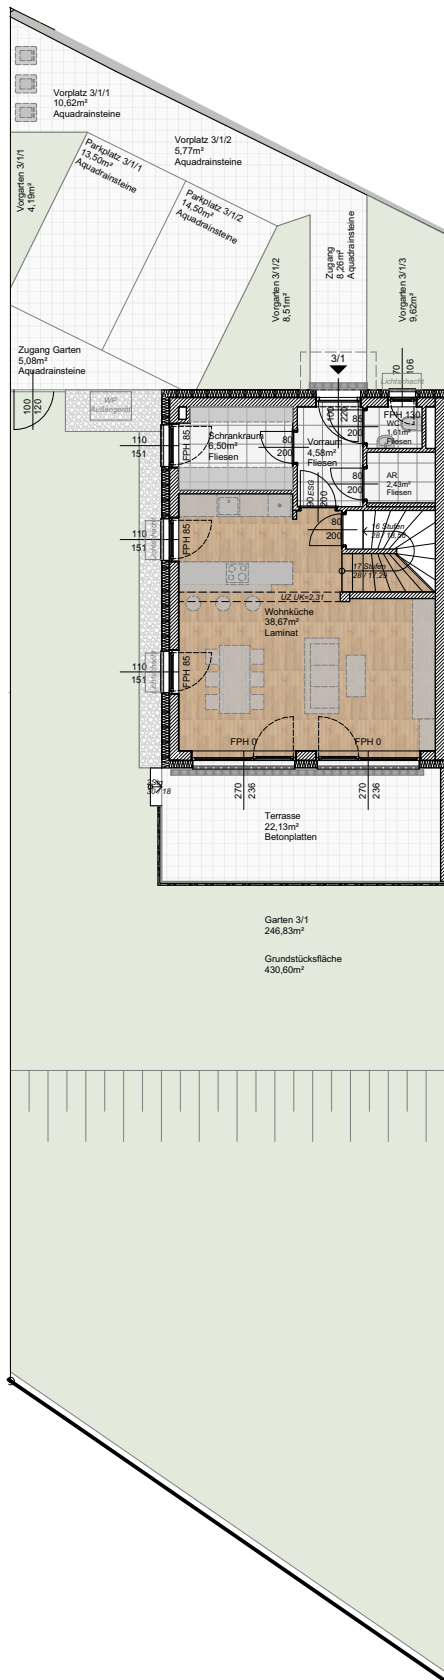 Vorplatz 3/1/1
10,62m²
Aquadrainsteine
Vorplatz 3/1/2
5,77m²
Aquadrainsteine
Parkplatz 3/1/1
13,50m²
Aquadrainsteine
Vorgarten 3/1/1
4,19m²
Parkplatz 3/1/2
14,50m²
Aquadrainsteine
Zugang
8,26m²
Aquadrainsteine
Vorgarten 3/1/2
8,51m²
Vorgarten 3/1/3
9,62m²
Zugang Garten
5,08m²
Aquadrainsteine
3/1
70
106
Lichtschacht
100
120
WP
Außengerät
100
220
FPH 130
WC
1,61m²
Fliesen
85
200
110
151
FPH 85
Schrankraum
6,50m²
Fliesen
80
200
Vorraum
4,58m²
Fliesen
80
200
AR
2,43m²
Fliesen
90 ESG
200
110
151
FPH 85
80
200
16 Stufen
17 Stufen
28 / 17,29
UZ UK=2,31
Wohnküche
38,67m²
Laminat
110
151
FPH 85
FPH 0
FPH 0
270
236
270
236
Terrasse
22,13m²
Betonplatten
Garten 3/1
246,83m²
Grundstücksfläche
430,60m²